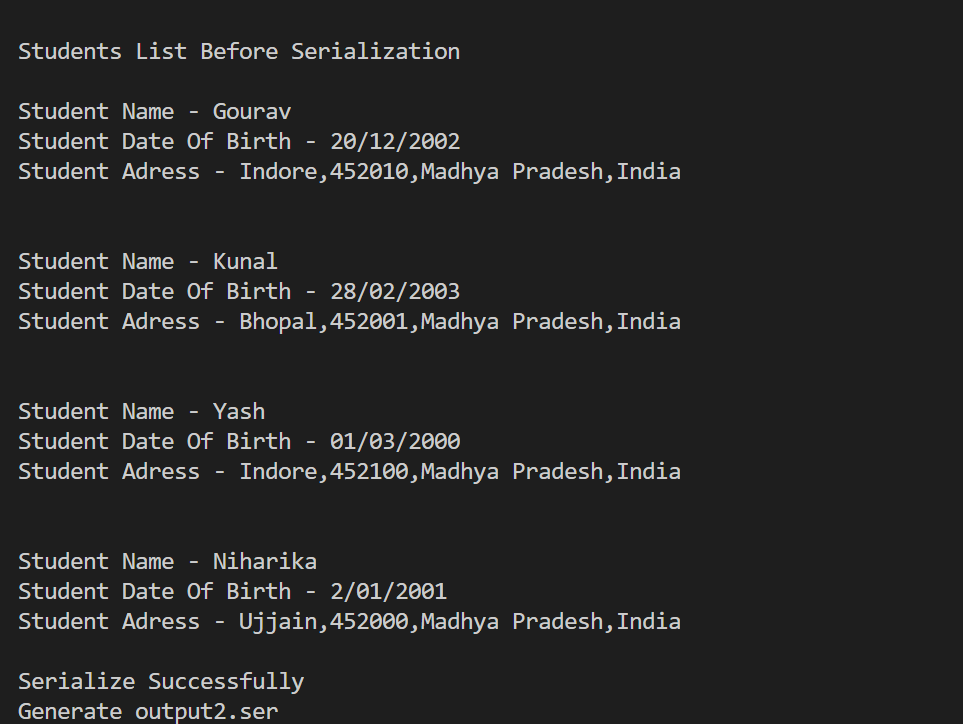 Students List Before Serialization
Student Name - Gourav
Student Date Of Birth - 20/12/2002
Student Adress - Indore,452010,Madhya Pradesh,India
Student Name - Kunal
Student Date Of Birth - 28/02/2003
Student Adress - Bhopal,452001,Madhya Pradesh,India
Student Name - Yash
Student Date Of Birth - 01/03/2000
Student Adress - Indore,452100,Madhya Pradesh,India
Student Name - Niharika
Student Date Of Birth - 2/01/2001
Student Adress - Ujjain,452000,Madhya Pradesh,India
Serialize Successfully
Generate output2.ser